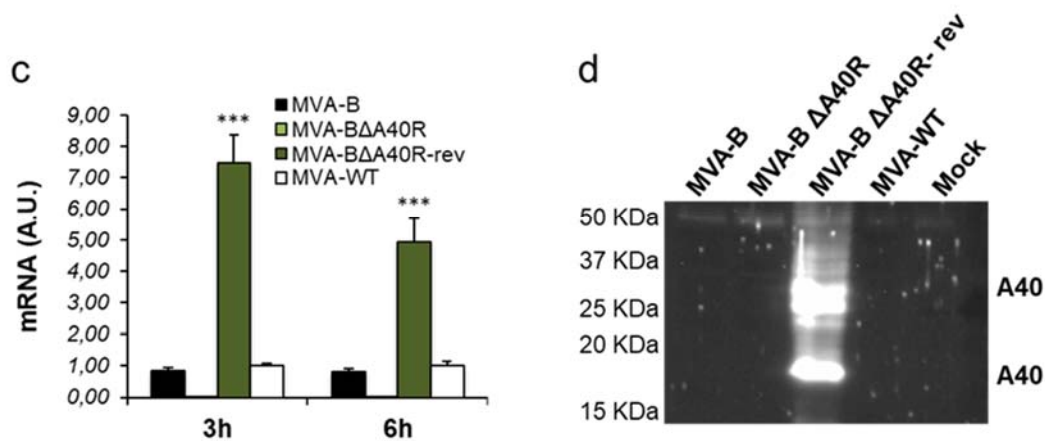 c
mRNA (A.U.)
9,00
8,00
7,00
6,00
5,00
4,00
3,00
2,00
1,00
0,00
***
***
MVA-B
MVA-BΔA40R
MVA-BΔA40R-rev
MVA-WT
3h
6h
d
MVA-B
MVA-B ΔA40R
MVA-B ΔA40R- rev
MVA-WT
Mock
50 KDa
37 KDa
25 KDa
20 KDa
15 KDa
A40
A40